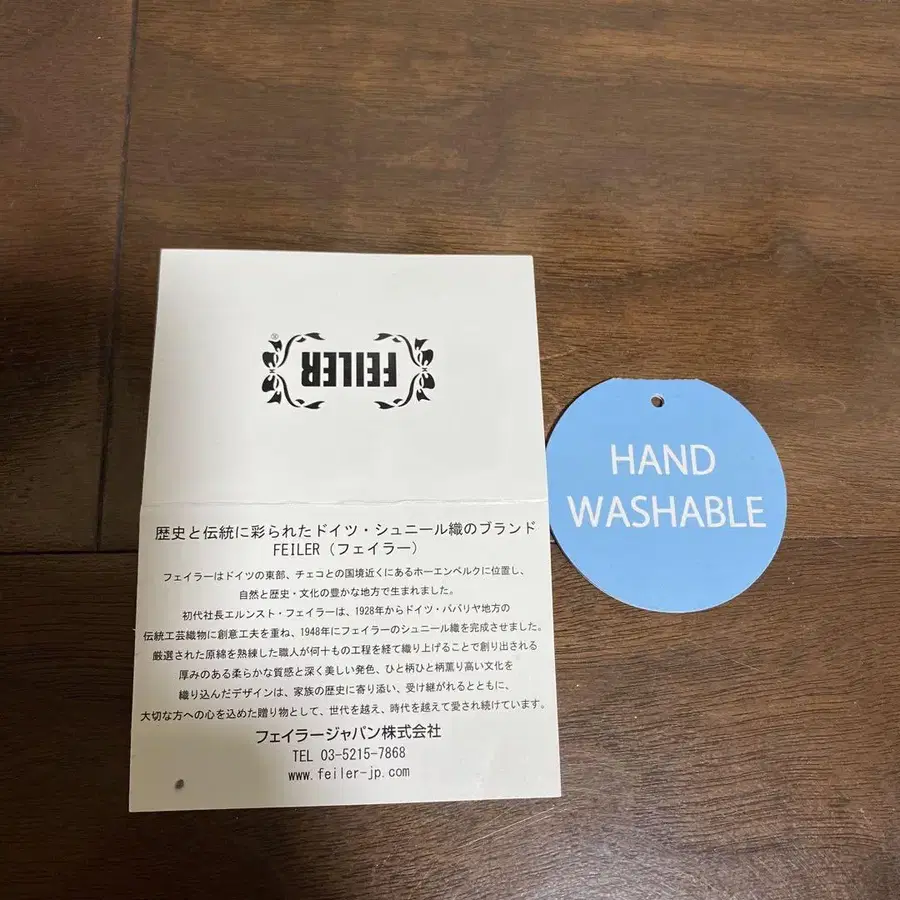 FEILER
®
歴史と伝統に彩られたドイツ・シュニール織のブランド
FEILER（フェイラー）
フェイラーはドイツの東部、チェコとの国境近くにあるホーエンベルクに位置し、
自然と歴史・文化の豊かな地方で生まれました。
初代社長エルンスト・フェイラーは、1928年からドイツ・ババリヤ地方の
伝統工芸織物に創意工夫を重ね、1948年にフェイラーのシュニール織を完成させました。
厳選された原綿を熟練した職人が何十もの工程を経て織り上げることで創り出される
厚みのある柔らかな質感と深く美しい発色、ひと柄ひと柄薫り高い文化を
織り込んだデザインは、家族の歴史に寄り添い、受け継がれるとともに、
大切な方への心を込めた贈り物として、世代を越え、時代を越えて愛され続けています。
フェイラージャパン株式会社
TEL 03-5215-7868
www.feiler-jp.com
HAND
WASHABLE